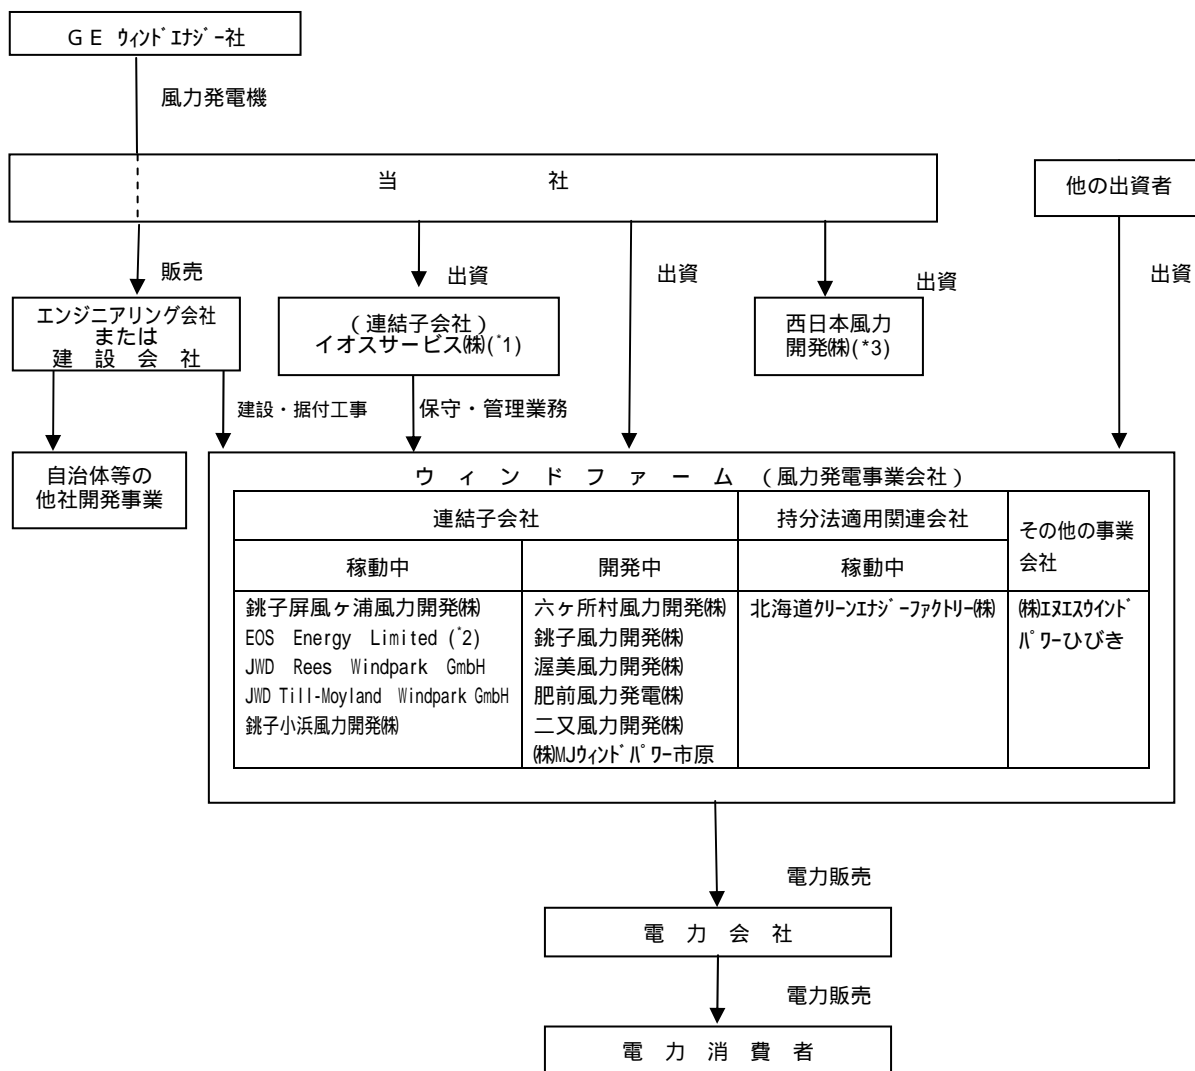 ＧＥ ｳｨﾝﾄﾞｴﾅｼﾞｰ社
風力発電機
当 社
他の出資者
販売
出資
出資
出資
出資
エンジニアリング会社
または
建 設 会 社
（連結子会社）
イオスサービス㈱(*1)
西日本風力
開発㈱(*3)
建設・据付工事
保守・管理業務
自治体等の
他社開発事業
ウ ィ ン ド フ ァ ー ム （風力発電事業会社）
連結子会社
持分法適用関連会社
その他の事業
会社
稼動中
開発中
稼動中
銚子屏風ヶ浦風力開発㈱
EOS Energy Limited (*2)
JWD Rees Windpark GmbH
JWD Till-Moyland Windpark GmbH
銚子小浜風力開発㈱
六ヶ所村風力開発㈱
銚子風力開発㈱
渥美風力開発㈱
肥前風力発電㈱
二又風力開発㈱
㈱MJｳｨﾝﾄﾞﾊﾟﾜｰ市原
北海道ｸﾘｰﾝｴﾅｼﾞｰﾌｧｸﾄﾘｰ㈱
㈱ｴﾇｴｽｳｲﾝﾄﾞ
ﾊﾟﾜｰひびき
電力販売
電 力 会 社
電力販売
電 力 消 費 者